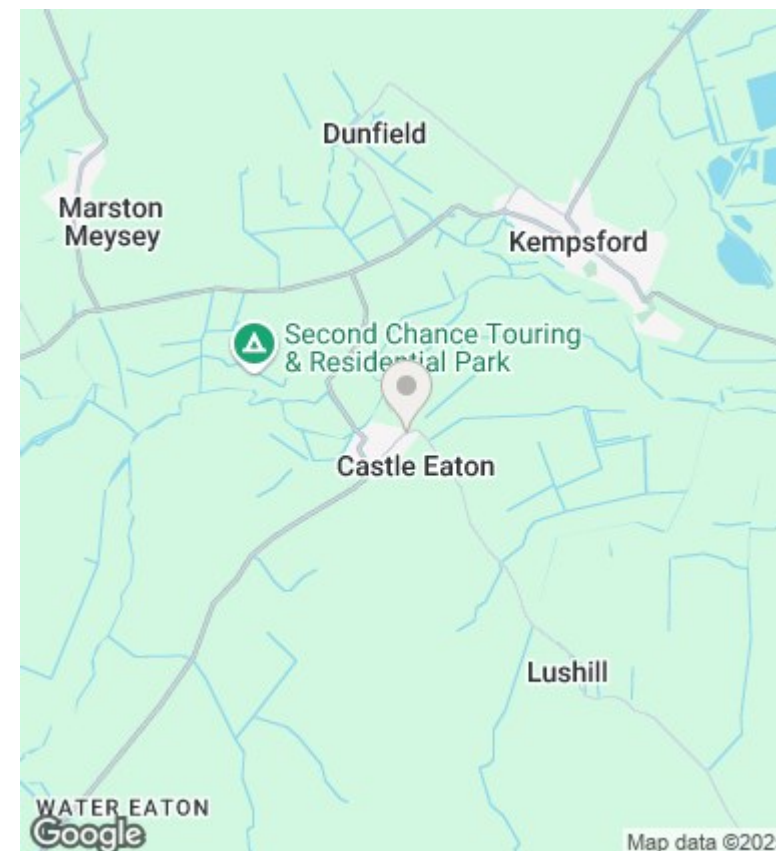 Dunfield
Marston
Meysey
Kempsford
Second Chance Touring
& Residential Park
Castle Eaton
Lushill
WATER EATON
Google
Map data ©202